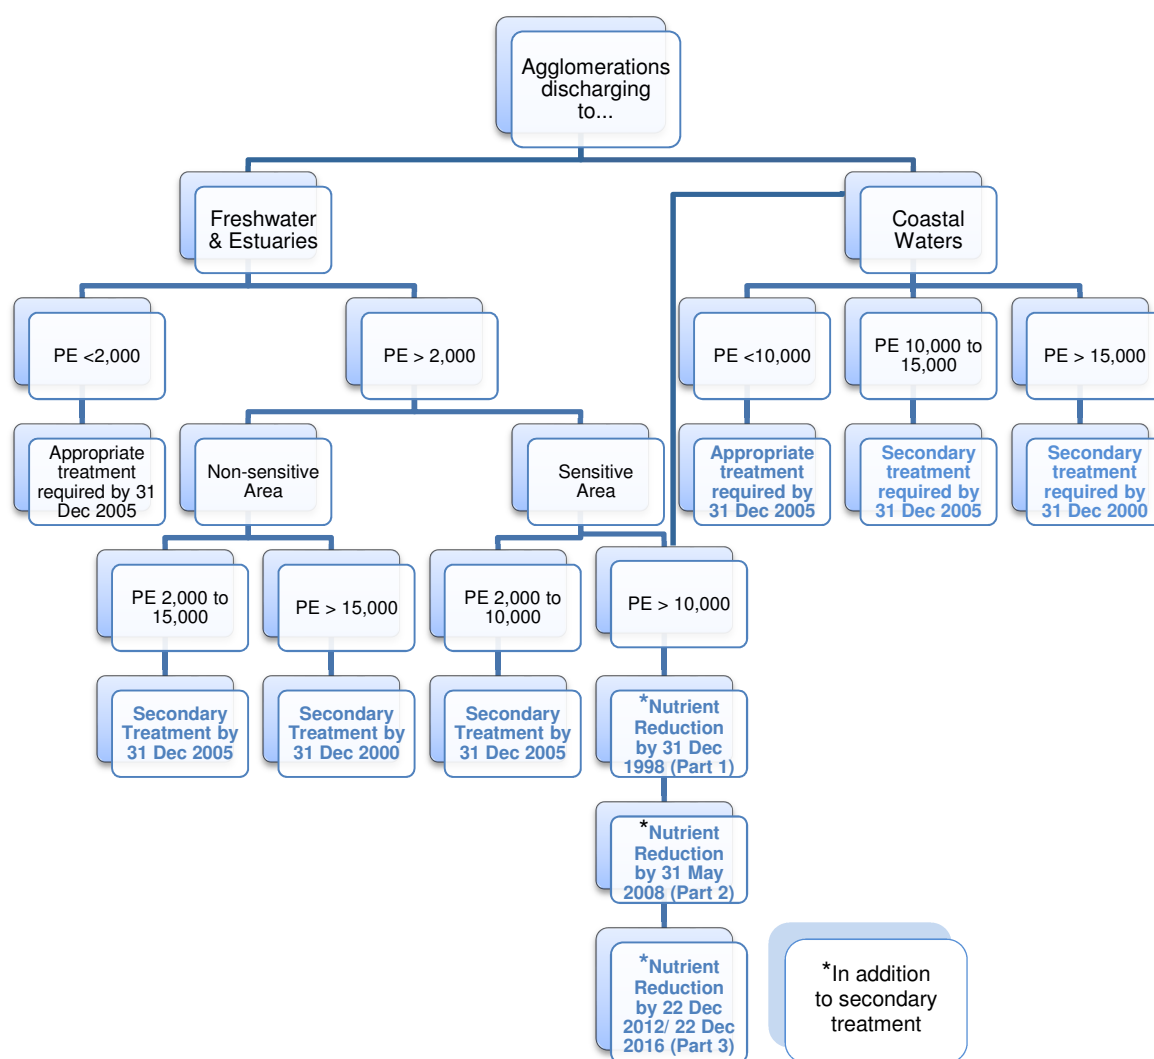 Agglomerations
discharging
to...
Freshwater
& Estuaries
Coastal
Waters
PE <2,000
PE > 2,000
PE <10,000
PE 10,000 to
15,000
PE > 15,000
Appropriate
treatment
required by 31
Dec 2005
Non-sensitive
Area
Sensitive
Area
Appropriate
treatment
required by
31 Dec 2005
Secondary
treatment
required by
31 Dec 2005
Secondary
treatment
required by
31 Dec 2000
PE 2,000 to
15,000
PE > 15,000
PE 2,000 to
10,000
PE > 10,000
Secondary
Treatment by
31 Dec 2005
Secondary
Treatment by
31 Dec 2000
Secondary
Treatment by
31 Dec 2005
*Nutrient
Reduction
by 31 Dec
1998 (Part 1)
*Nutrient
Reduction
by 31 May
2008 (Part 2)
*Nutrient
Reduction
by 22 Dec
2012/ 22 Dec
2016 (Part 3)
*In addition
to secondary
treatment